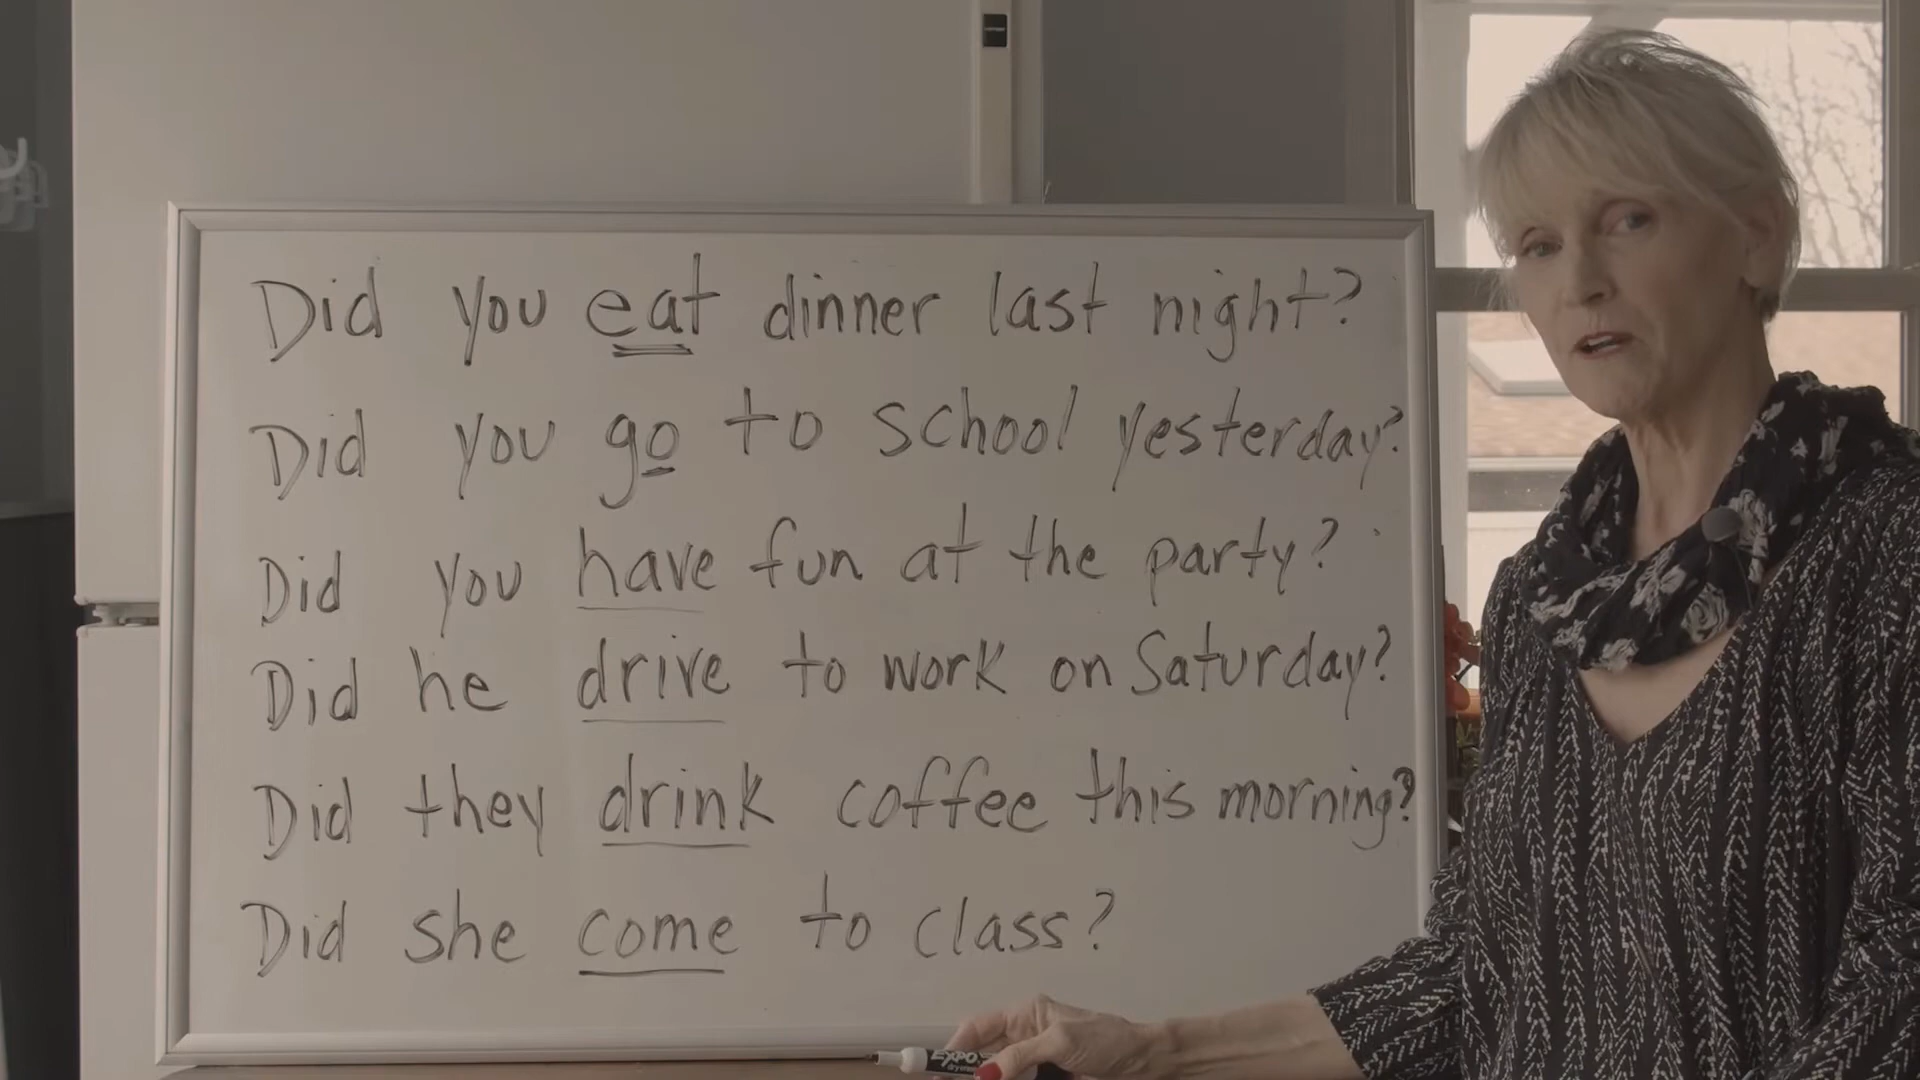 Did you eat dinner last night?
Did you go to school yesterday?
Did you have fun at the party?
Did he drive to work on Saturday?
Did they drink coffee this morning?
Did she come to class?
EXPO